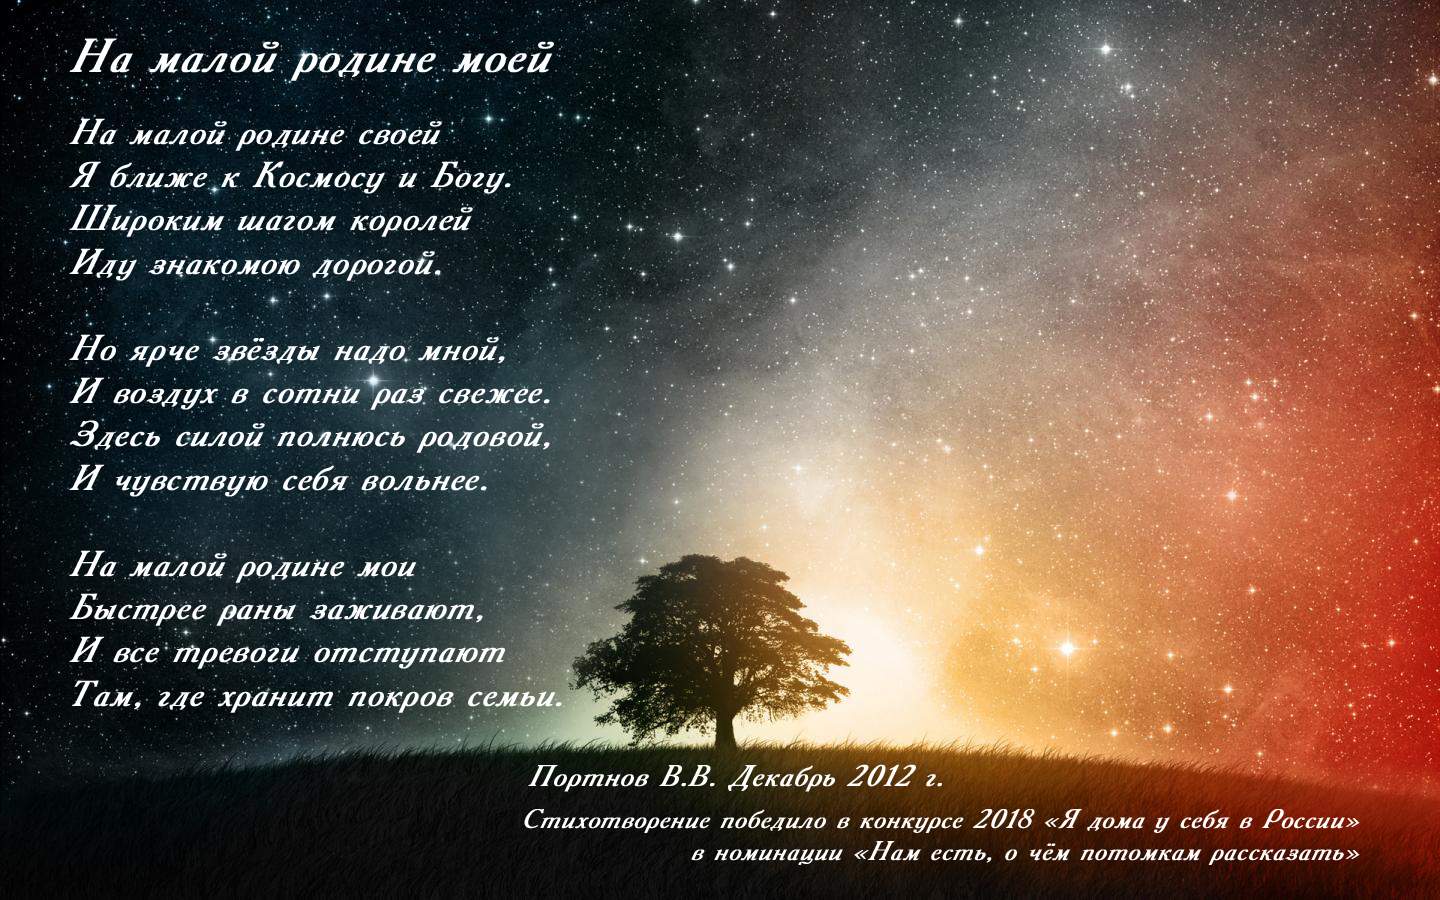 На малой родине моей
На малой родине своей
Я ближе к Космосу и Богу.
Широким шагом королей
Иду знакомою дорогой.
Но ярче звёзды надо мной,
И воздух в сотни раз свежее.
Здесь силой полнюсь родовой,
И чувствую себя вольнее.
На малой родине мои
Быстрее раны заживают,
И все тревоги отступают
Там, где хранит покров семьи.
Портнов В.В. Декабрь 2012 г.
Стихотворение победило в конкурсе 2018 «Я дома у себя в России»
в номинации «Нам есть, о чём потомкам рассказать»